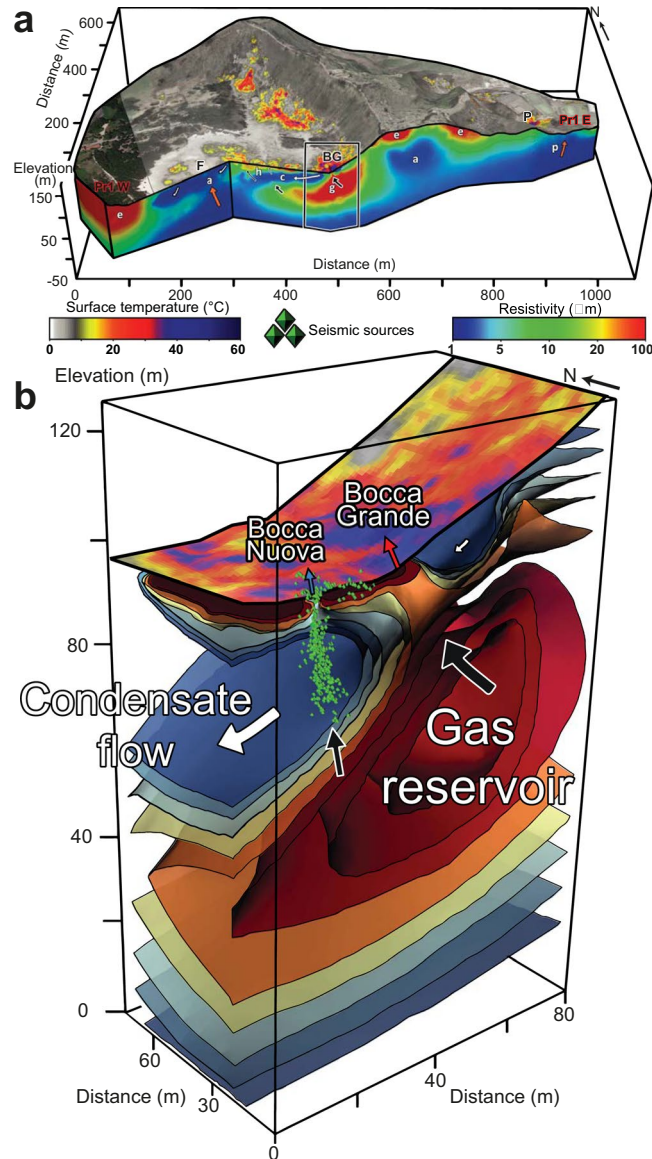 a
N
600
400
200
Distance (m)
Elevation
(m)
150
50
-50
Pr1 W
e
F
a
h
c
BG
g
e
e
a
P
Pr1 E
p
Distance (m)
0
200
400
600
800
1000
Surface temperature (°C)
0
10
20
40
60
Seismic sources
Resistivity (□m)
1
5
10
20
100
Elevation (m)
b
N
120
80
40
0
Bocca
Nuova
Bocca
Grande
Condensate
flow
Gas
reservoir
60
30
0
40
80
Distance (m)
Distance (m)